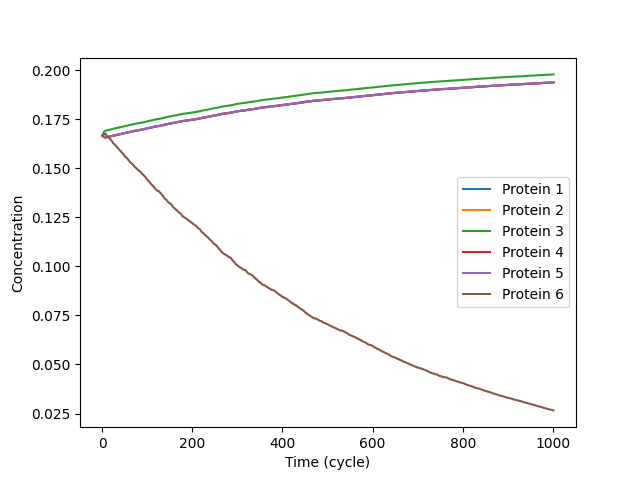 0.200
0.175
0.150
0.125
0.100
0.075
0.050
0.025
Concentration
Protein 1
Protein 2
Protein 3
Protein 4
Protein 5
Protein 6
0 200 400 600 800 1000
Time (cycle)